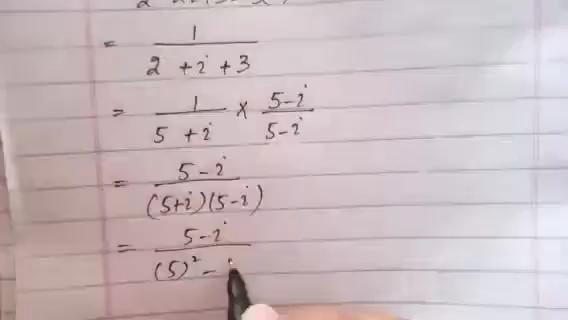 = 1 / 2 + i + 3
= 1 / 5 + i × 5-i / 5-i
= 5-i / (5+i)(5-i)
= 5-i / (5)² -